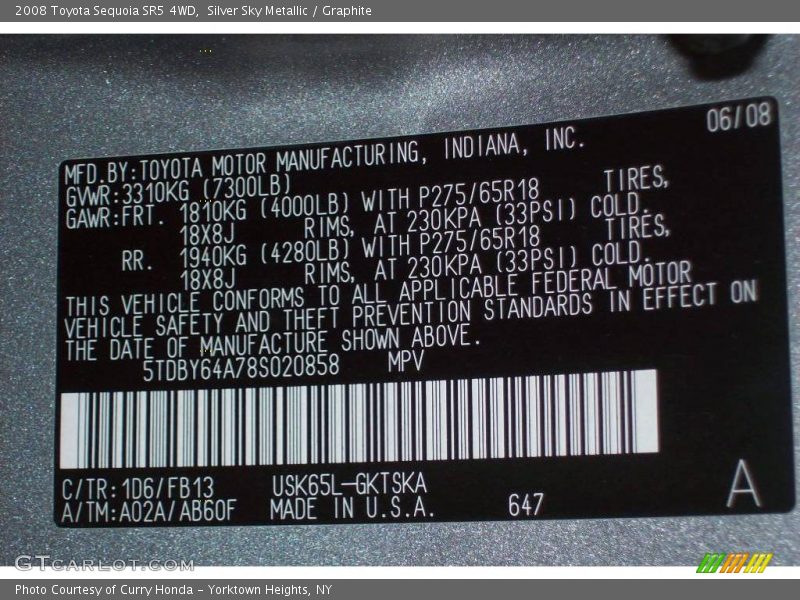 2008 Toyota Sequoia SR5 4WD,  Silver Sky Metallic / Graphite
06/08
MFD.BY:TOYOTA MOTOR MANUFACTURING, INDIANA, INC.
GVWR:3310KG (7300LB)
GAWR:FRT. 1810KG (4000LB) WITH P275/65R18 TIRES,
18X8J RIMS, AT 230KPA (33PSI) COLD.
RR. 1940KG (4280LB) WITH P275/65R18 TIRES,
18X8J RIMS, AT 230KPA (33PSI) COLD.
THIS VEHICLE CONFORMS TO ALL APPLICABLE FEDERAL MOTOR
VEHICLE SAFETY AND THEFT PREVENTION STANDARDS IN EFFECT ON
THE DATE OF MANUFACTURE SHOWN ABOVE.
5TDBY64A78S020858 MPV
C/TR:1D6/FB13 USK65L-GKTSKA
A/TM:A02A/AB60F MADE IN U.S.A. 647 A
GTCARLOT.COM
Photo Courtesy of Curry Honda - Yorktown Heights, NY